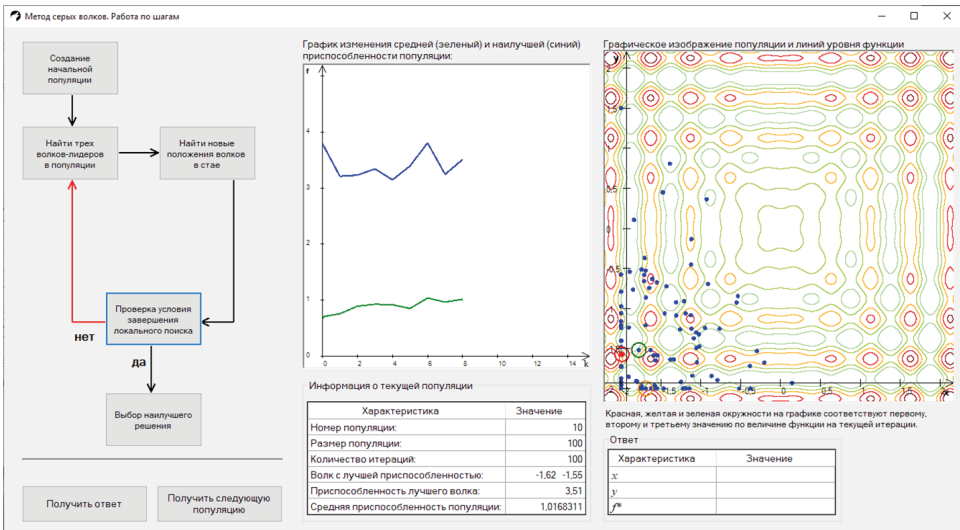 Метод серых волков. Работа по шагам
Создание
начальной
популяции
Найти трех
волков-лидеров
в популяции
Найти новые
положения волков
в стае
Проверка условия
завершения
локального поиска
нет
да
Выбор наилучшего
решения
Получить ответ
Получить следующую
популяцию
График изменения средней (зеленый) и наилучшей (синий)
приспособленности популяции:
f
4
3
2
1
0
0 2 4 6 8 10 12 14
k
Информация о текущей популяции
Характеристика Значение
Номер популяции: 10
Размер популяции: 100
Количество итераций: 100
Волк с лучшей приспособленностью: -1,62 -1,55
Приспособленность лучшего волка: 3,51
Средняя приспособленность популяции: 1,0168311
Графическое изображение популяции и линий уровня функции
Красная, желтая и зеленая окружности на графике соответствуют первому,
второму и третьему значению по величине функции на текущей итерации.
Ответ
Характеристика Значение
x
y
f*